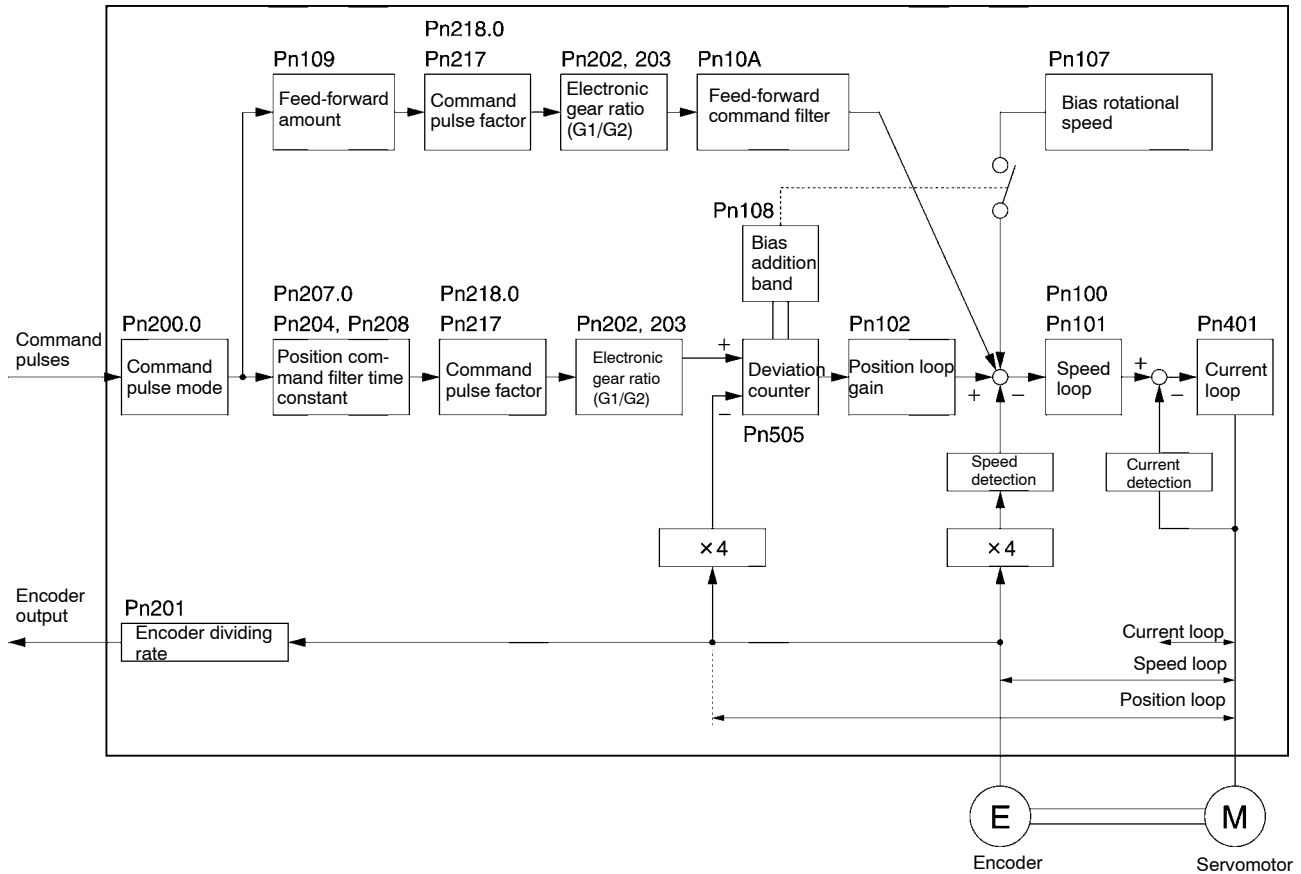 Pn218.0
Pn109
Pn217
Pn202, 203
Pn10A
Pn107
Feed-forward
amount
Command
pulse factor
Electronic
gear ratio
(G1/G2)
Feed-forward
command filter
Bias rotational
speed
Pn108
Bias
addition
band
Command
pulses
Pn200.0
Command
pulse mode
Pn207.0
Pn204, Pn208
Position com-
mand filter time
constant
Pn218.0
Pn217
Command
pulse factor
Pn202, 203
Electronic
gear ratio
(G1/G2)
+
−
Deviation
counter
Pn505
Pn102
Position loop
gain
+
−
Pn100
Pn101
Speed
loop
+
−
Pn401
Current
loop
Speed
detection
Current
detection
×4
×4
Encoder
output
Pn201
Encoder dividing
rate
Current loop
Speed loop
Position loop
E
Encoder
M
Servomotor